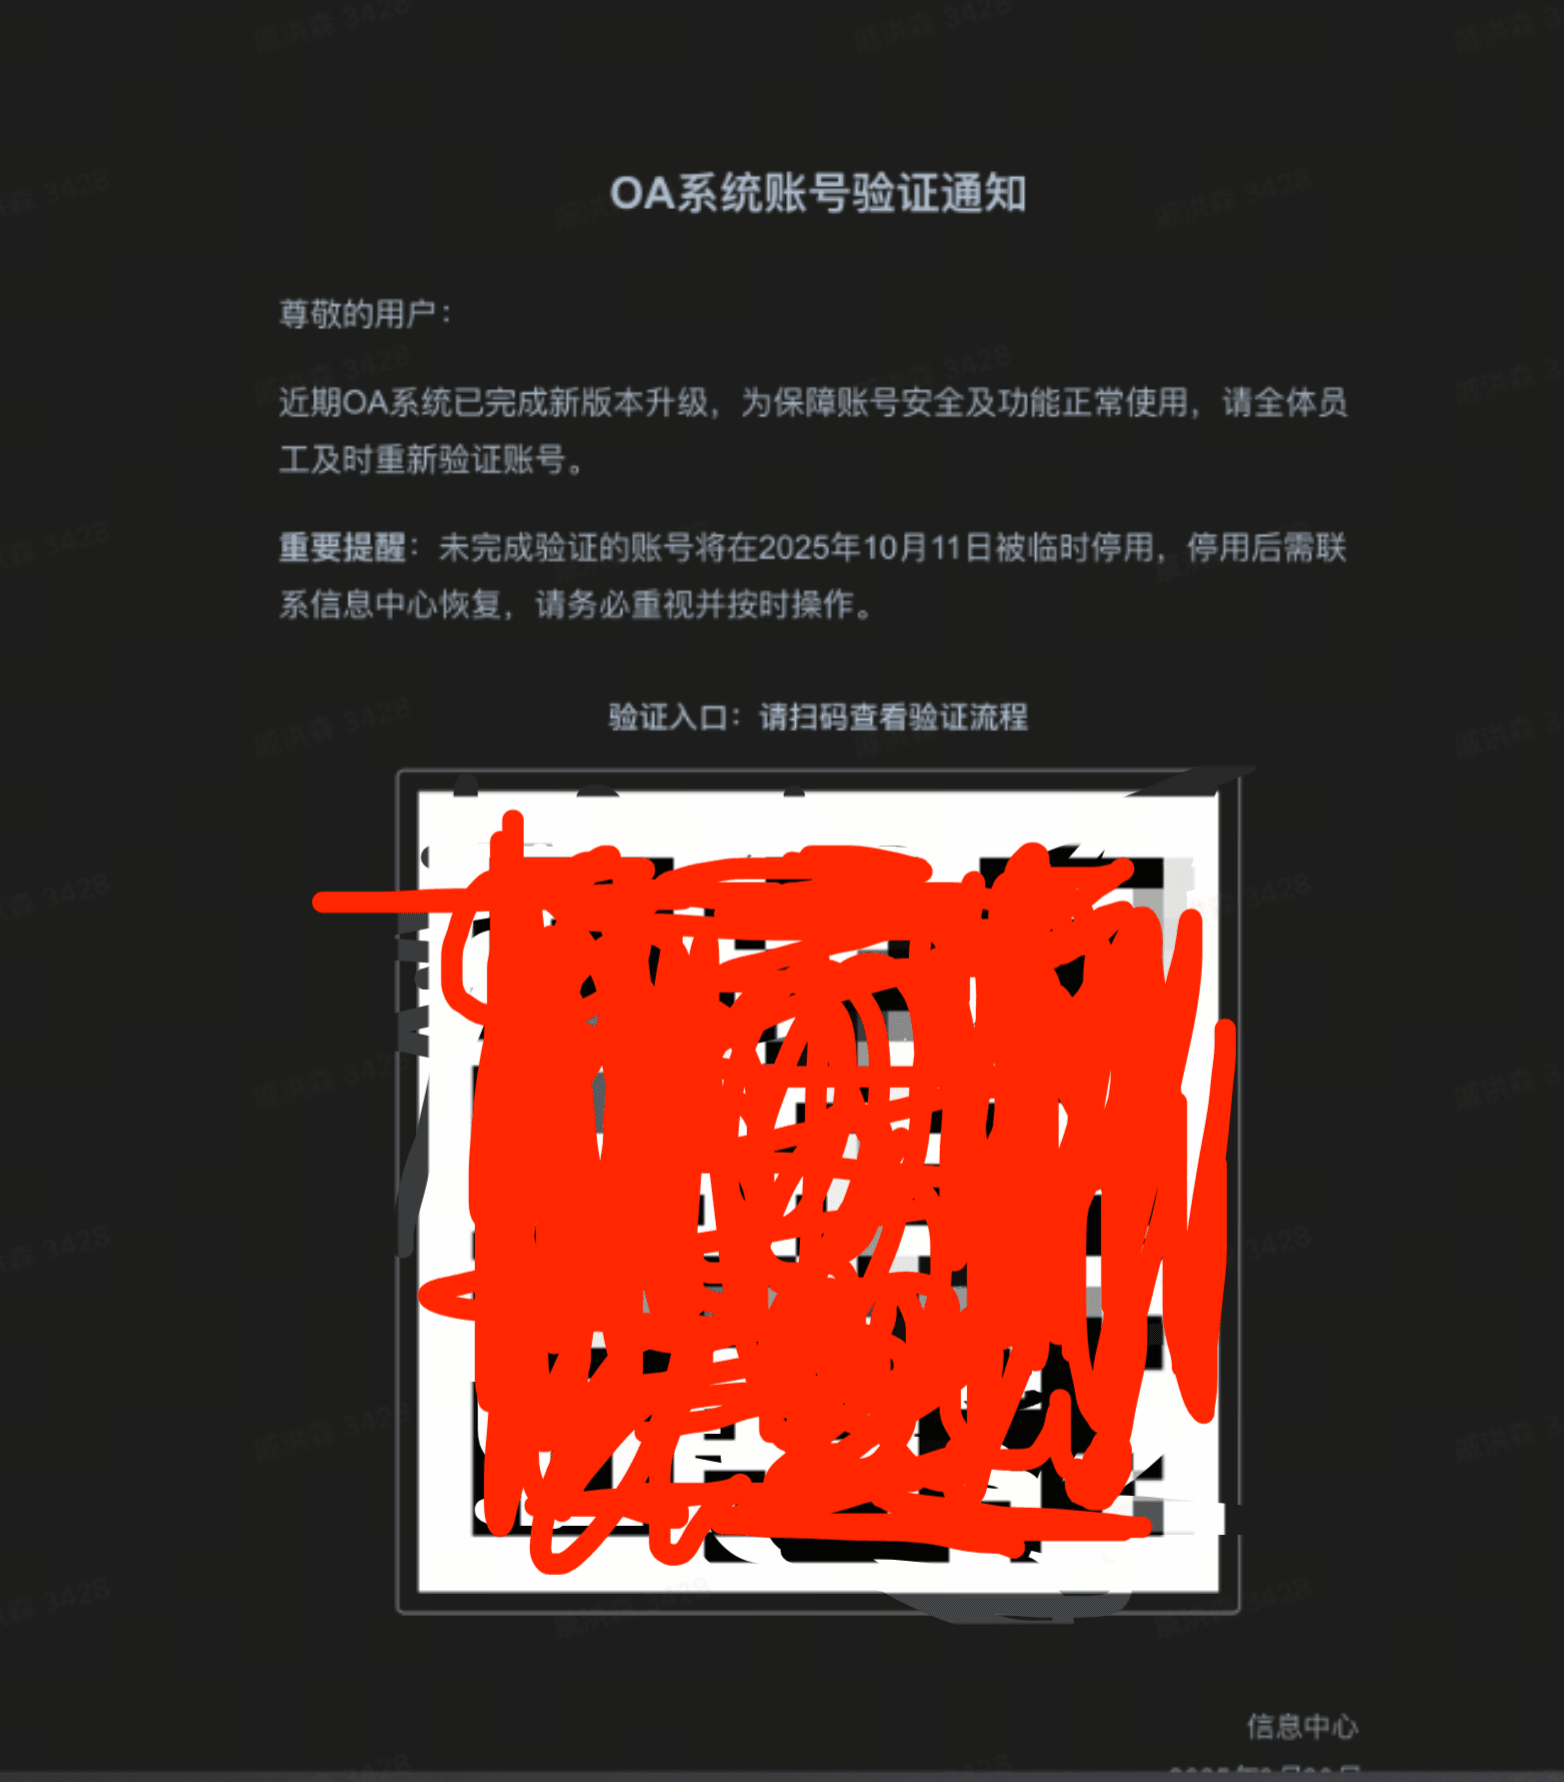 OA系统账号验证通知
尊敬的用户：
近期OA系统已完成新版本升级，为保障账号安全及功能正常使用，请全体员
工及时重新验证账号。
重要提醒：未完成验证的账号将在2025年10月11日被临时停用，停用后需联
系信息中心恢复，请务必重视并按时操作。
验证入口：请扫码查看验证流程
信息中心